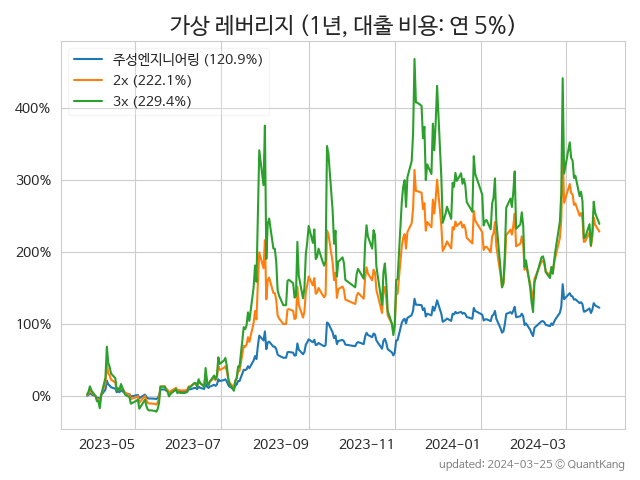 가상 레버리지 (1년, 대출 비용: 연 5%)
주성엔지니어링 (120.9%)
2x (222.1%)
3x (229.4%)
400%
300%
200%
100%
0%
2023-05 2023-07 2023-09 2023-11 2024-01 2024-03
updated: 2024-03-25 © QuantKang